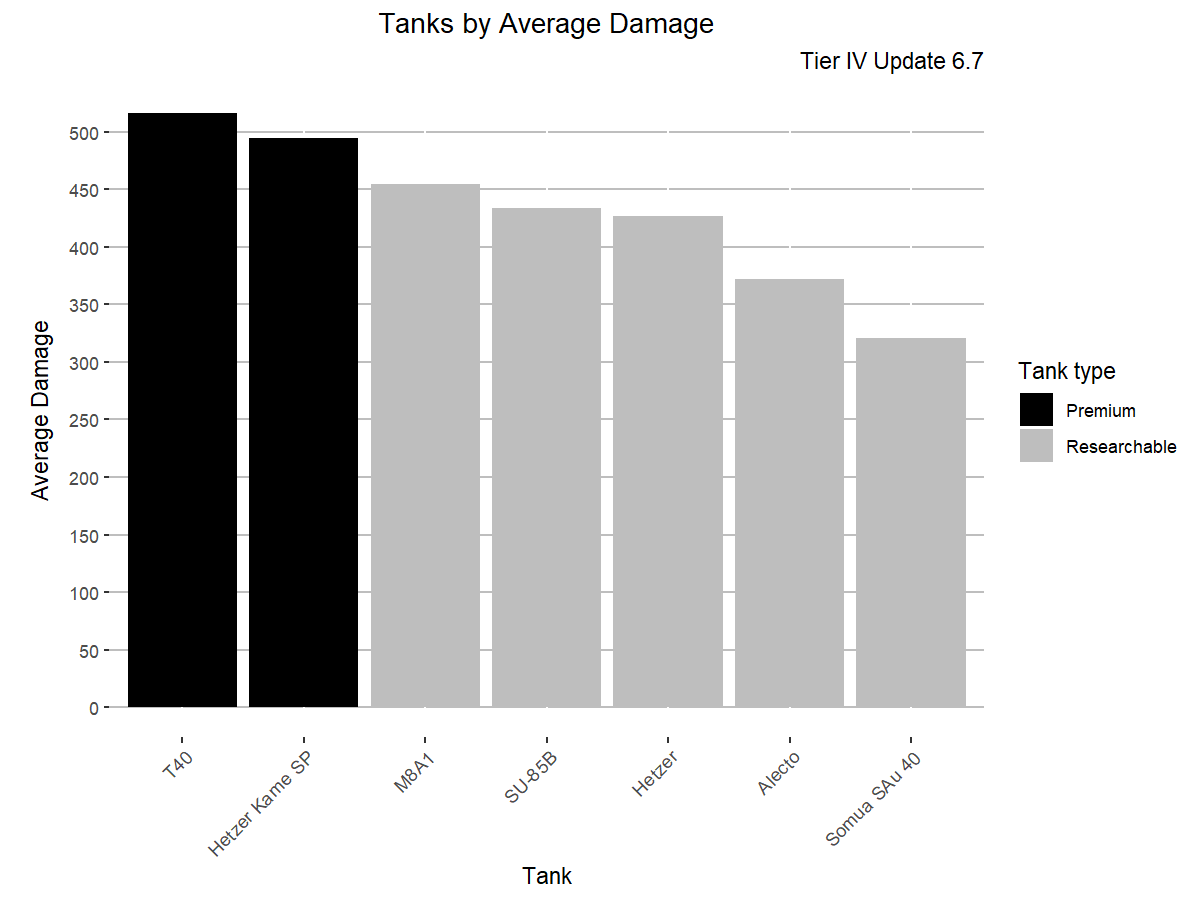 Tanks by Average Damage
Tier IV Update 6.7
Average Damage
500
450
400
350
300
250
200
150
100
50
0
T40
Hetzer Kame SP
M8A1
SU-85B
Hetzer
Alecto
Somua SAu 40
Tank
Tank type
Premium
Researchable